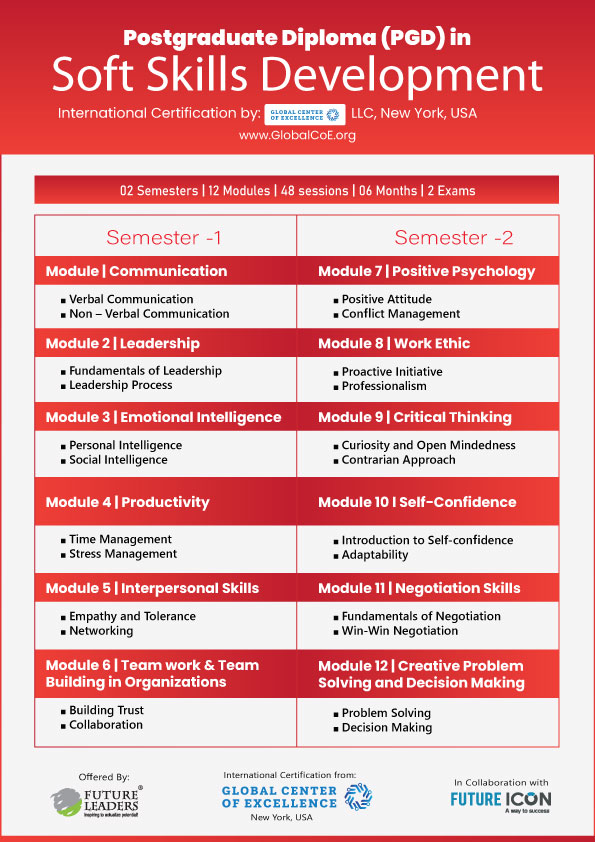 Postgraduate Diploma (PGD) in
Soft Skills Development
International Certification by: GLOBAL CENTER OF EXCELLENCE LLC, New York, USA
www.GlobalCoE.org
02 Semesters | 12 Modules | 48 sessions | 06 Months | 2 Exams
Semester -1
Module | Communication
▪ Verbal Communication
▪ Non – Verbal Communication
Module 2 | Leadership
▪ Fundamentals of Leadership
▪ Leadership Process
Module 3 | Emotional Intelligence
▪ Personal Intelligence
▪ Social Intelligence
Module 4 | Productivity
▪ Time Management
▪ Stress Management
Module 5 | Interpersonal Skills
▪ Empathy and Tolerance
▪ Networking
Module 6 | Team work & Team
Building in Organizations
▪ Building Trust
▪ Collaboration
Semester -2
Module 7 | Positive Psychology
▪ Positive Attitude
▪ Conflict Management
Module 8 | Work Ethic
▪ Proactive Initiative
▪ Professionalism
Module 9 | Critical Thinking
▪ Curiosity and Open Mindedness
▪ Contrarian Approach
Module 10 l Self-Confidence
▪ Introduction to Self-confidence
▪ Adaptability
Module 11 | Negotiation Skills
▪ Fundamentals of Negotiation
▪ Win-Win Negotiation
Module 12 | Creative Problem
Solving and Decision Making
▪ Problem Solving
▪ Decision Making
Offered By:
FUTURE ®
LEADERS
Inspiring to actualize potential!
International Certification from:
GLOBAL CENTER
OF EXCELLENCE
New York, USA
In Collaboration with
FUTURE ICON
A way to success